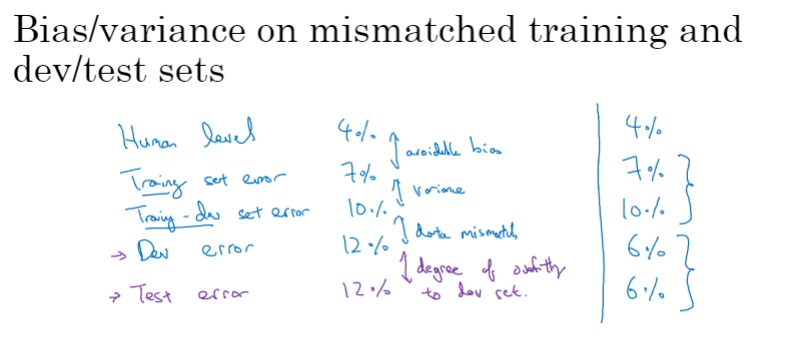 Bias/variance on mismatched training and
dev/test sets
Human level 4% 4%
avoidable bias
Training set error 7% 7%
variance
Training-dev set error 10% 10%
data mismatch
→ Dev error 12% 6%
degree of overfitting
to dev set.
→ Test error 12% 6%